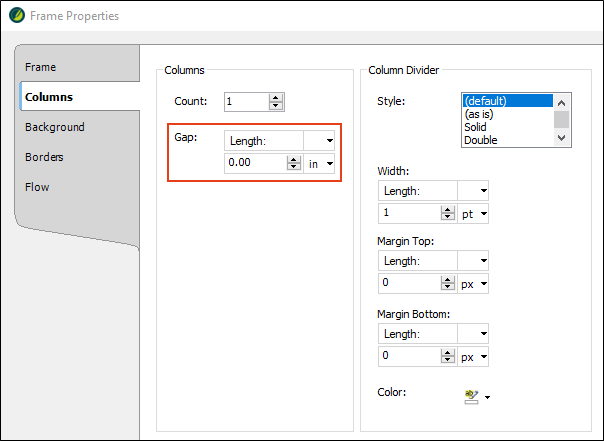 Frame Properties
Frame
Columns
Background
Borders
Flow
Columns
Count: 1
Gap: Length:
0.00 in
Column Divider
Style: (default)
(as is)
Solid
Double
Width:
Length:
1 pt
Margin Top:
Length:
0 px
Margin Bottom:
Length:
0 px
Color: